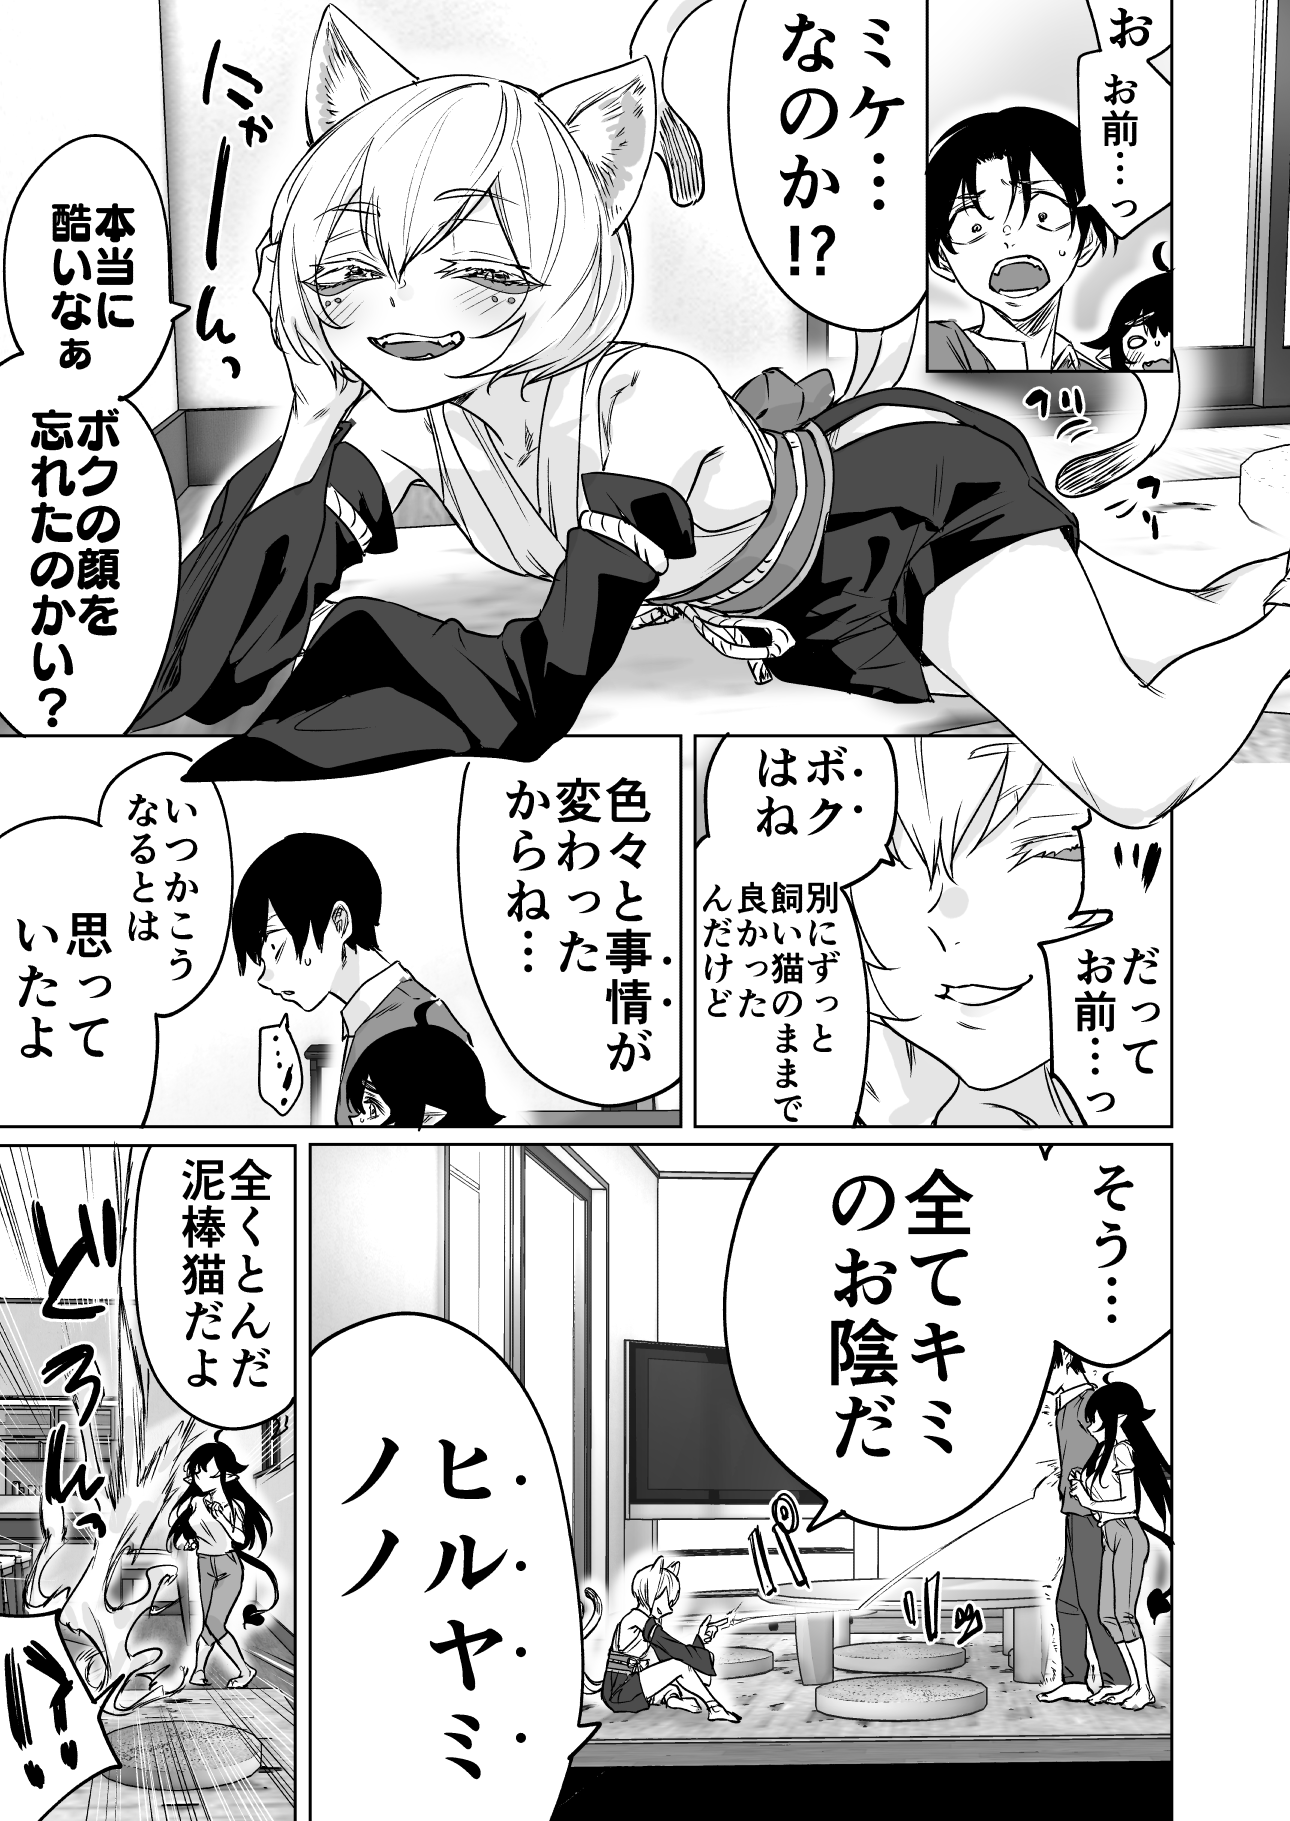 お
お前…っ
ミケ…
なのか!?
にゃーんっ
本当に
酷いなぁ
ボクの顔を
忘れたのかい？
だって
お前…っ
ボク
はね
別にずっと
飼い猫のままで
良かった
んだけど
色々と事情が
変わった
からね…
…!
いつかこう
なるとは
思って
いたよ
そう…
全てキミ
のお陰だ
ヒルヤミ
ノノ
全くとんだ
泥棒猫だよ
どろんっ
!?